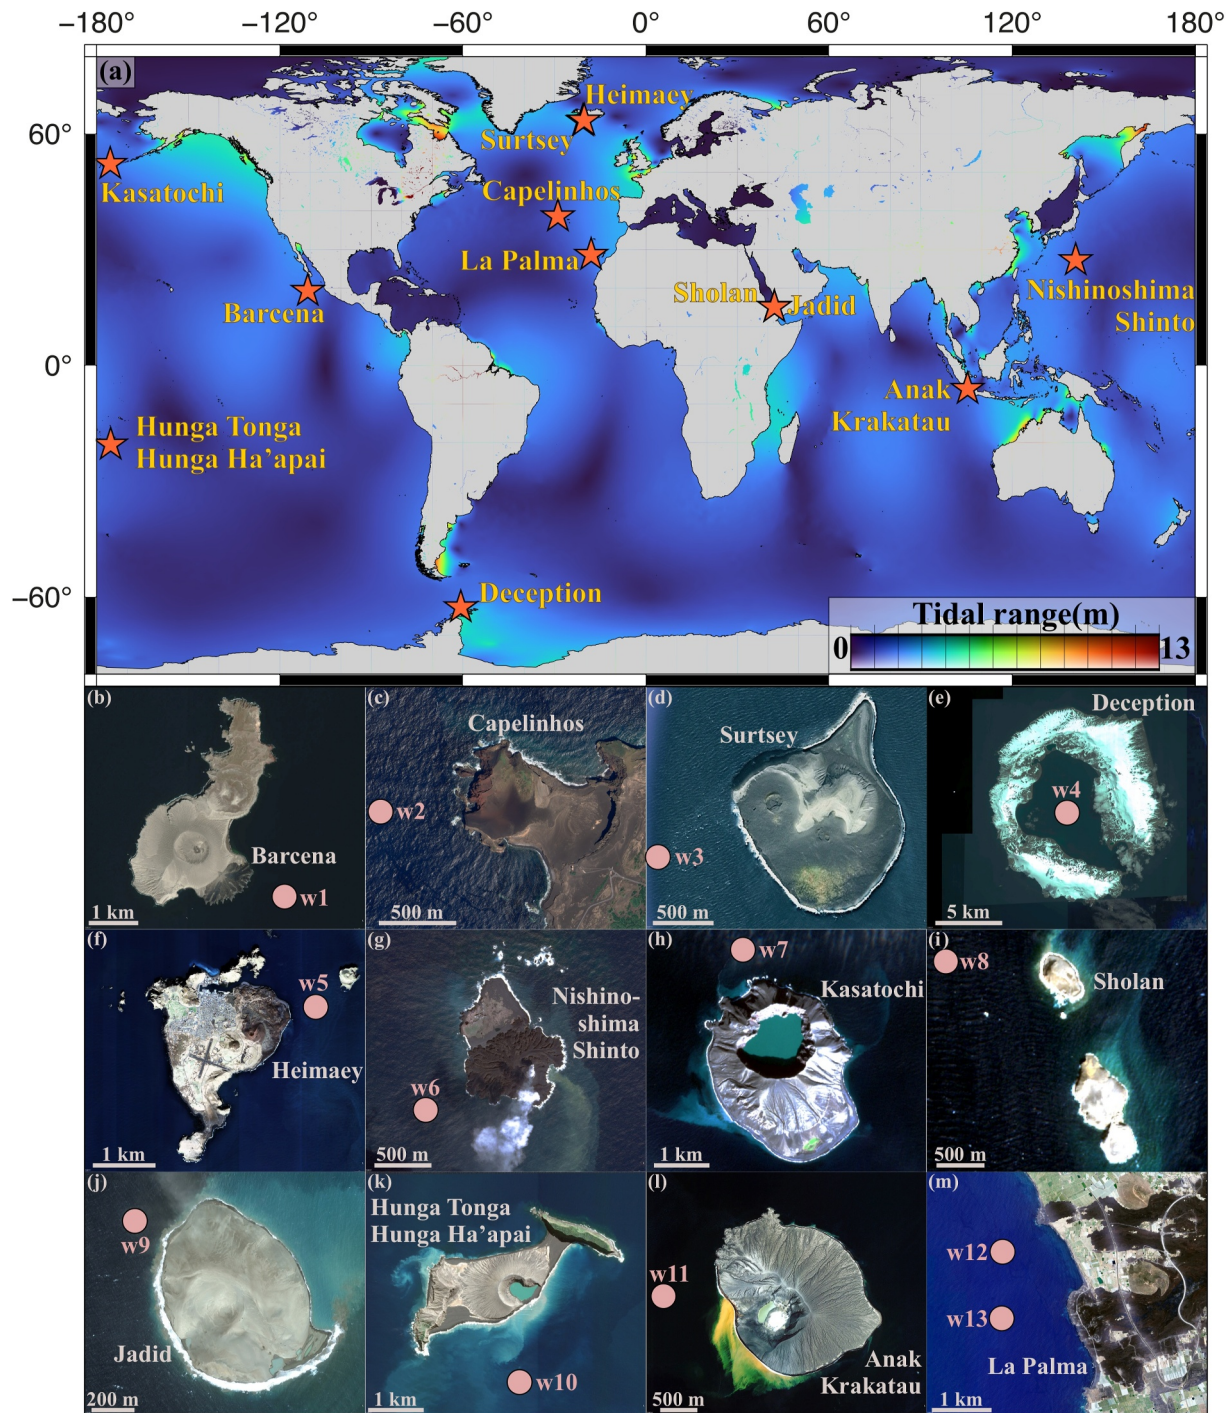 −180° −120° −60° 0° 60° 120° 180°
(a)
Heimaey
60°
Surtsey
Kasatochi
Capelinhos
La Palma
Sholan Jadid
Barcena
Nishinoshima
Shinto
0°
Anak
Krakatau
Hunga Tonga
Hunga Ha’apai
−60°
Deception
Tidal range(m)
0 13
(b)
Barcena
w1
1 km
(c)
Capelinhos
w2
500 m
(d)
Surtsey
w3
500 m
(e)
Deception
w4
5 km
(f)
w5
Heimaey
1 km
(g)
Nishino-
shima
Shinto
w6
500 m
(h)
w7
Kasatochi
1 km
(i)
w8
Sholan
500 m
(j)
w9
Jadid
200 m
(k)
Hunga Tonga
Hunga Ha’apai
w10
1 km
(l)
w11
Anak
Krakatau
500 m
(m)
w12
w13
La Palma
1 km